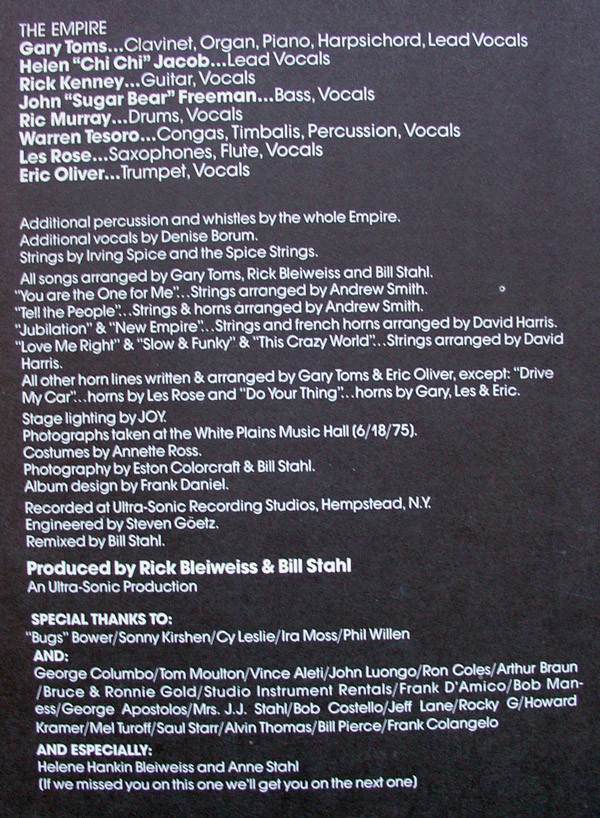 THE EMPIRE
Gary Toms...Clavinet, Organ, Piano, Harpsichord, Lead Vocals
Helen "Chi Chi" Jacob...Lead Vocals
Rick Kenney...Guitar, Vocals
John "Sugar Bear" Freeman...Bass, Vocals
Ric Murray...Drums, Vocals
Warren Tesoro...Congas, Timbalis, Percussion, Vocals
Les Rose...Saxophones, Flute, Vocals
Eric Oliver...Trumpet, Vocals
Additional percussion and whistles by the whole Empire.
Additional vocals by Denise Borum.
Strings by Irving Spice and the Spice Strings.
All songs arranged by Gary Toms, Rick Bleiweiss and Bill Stahl.
"You are the One for Me"...Strings arranged by Andrew Smith.
"Tell the People"...Strings & horns arranged by Andrew Smith.
"Jubilation" & "New Empire"...Strings and french horns arranged by David Harris.
"Love Me Right" & "Slow & Funky" & "This Crazy World"...Strings arranged by David
Harris.
All other horn lines written & arranged by Gary Toms & Eric Oliver, except: "Drive
My Car"...horns by Les Rose and "Do Your Thing"...horns by Gary, Les & Eric.
Stage lighting by JOY.
Photographs taken at the White Plains Music Hall (6/18/75).
Costumes by Annette Ross.
Photography by Eston Colorcraft & Bill Stahl.
Album design by Frank Daniel.
Recorded at Ultra-Sonic Recording Studios, Hempstead, N.Y.
Engineered by Steven Göetz.
Remixed by Bill Stahl.
Produced by Rick Bleiweiss & Bill Stahl
An Ultra-Sonic Production
SPECIAL THANKS TO:
"Bugs" Bower/Sonny Kirshen/Cy Leslie/Ira Moss/Phil Willen
AND:
George Columbo/Tom Moulton/Vince Aleti/John Luongo/Ron Coles/Arthur Braun
/Bruce & Ronnie Gold/Studio Instrument Rentals/Frank D'Amico/Bob Man-
ess/George Apostolos/Mrs. J.J. Stahl/Bob Costello/Jeff Lane/Rocky G/Howard
Kramer/Mel Turoff/Saul Starr/Alvin Thomas/Bill Pierce/Frank Colangelo
AND ESPECIALLY:
Helene Hankin Bleiweiss and Anne Stahl
(If we missed you on this one we'll get you on the next one)